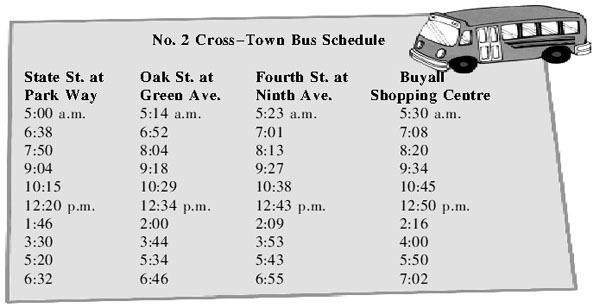 No. 2 Cross-Town Bus Schedule
State St. at Oak St. at Fourth St. at Buyall
Park Way Green Ave. Ninth Ave. Shopping Centre
5:00 a.m. 5:14 a.m. 5:23 a.m. 5:30 a.m.
6:38 6:52 7:01 7:08
7:50 8:04 8:13 8:20
9:04 9:18 9:27 9:34
10:15 10:29 10:38 10:45
12:20 p.m. 12:34 p.m. 12:43 p.m. 12:50 p.m.
1:46 2:00 2:09 2:16
3:30 3:44 3:53 4:00
5:20 5:34 5:43 5:50
6:32 6:46 6:55 7:02